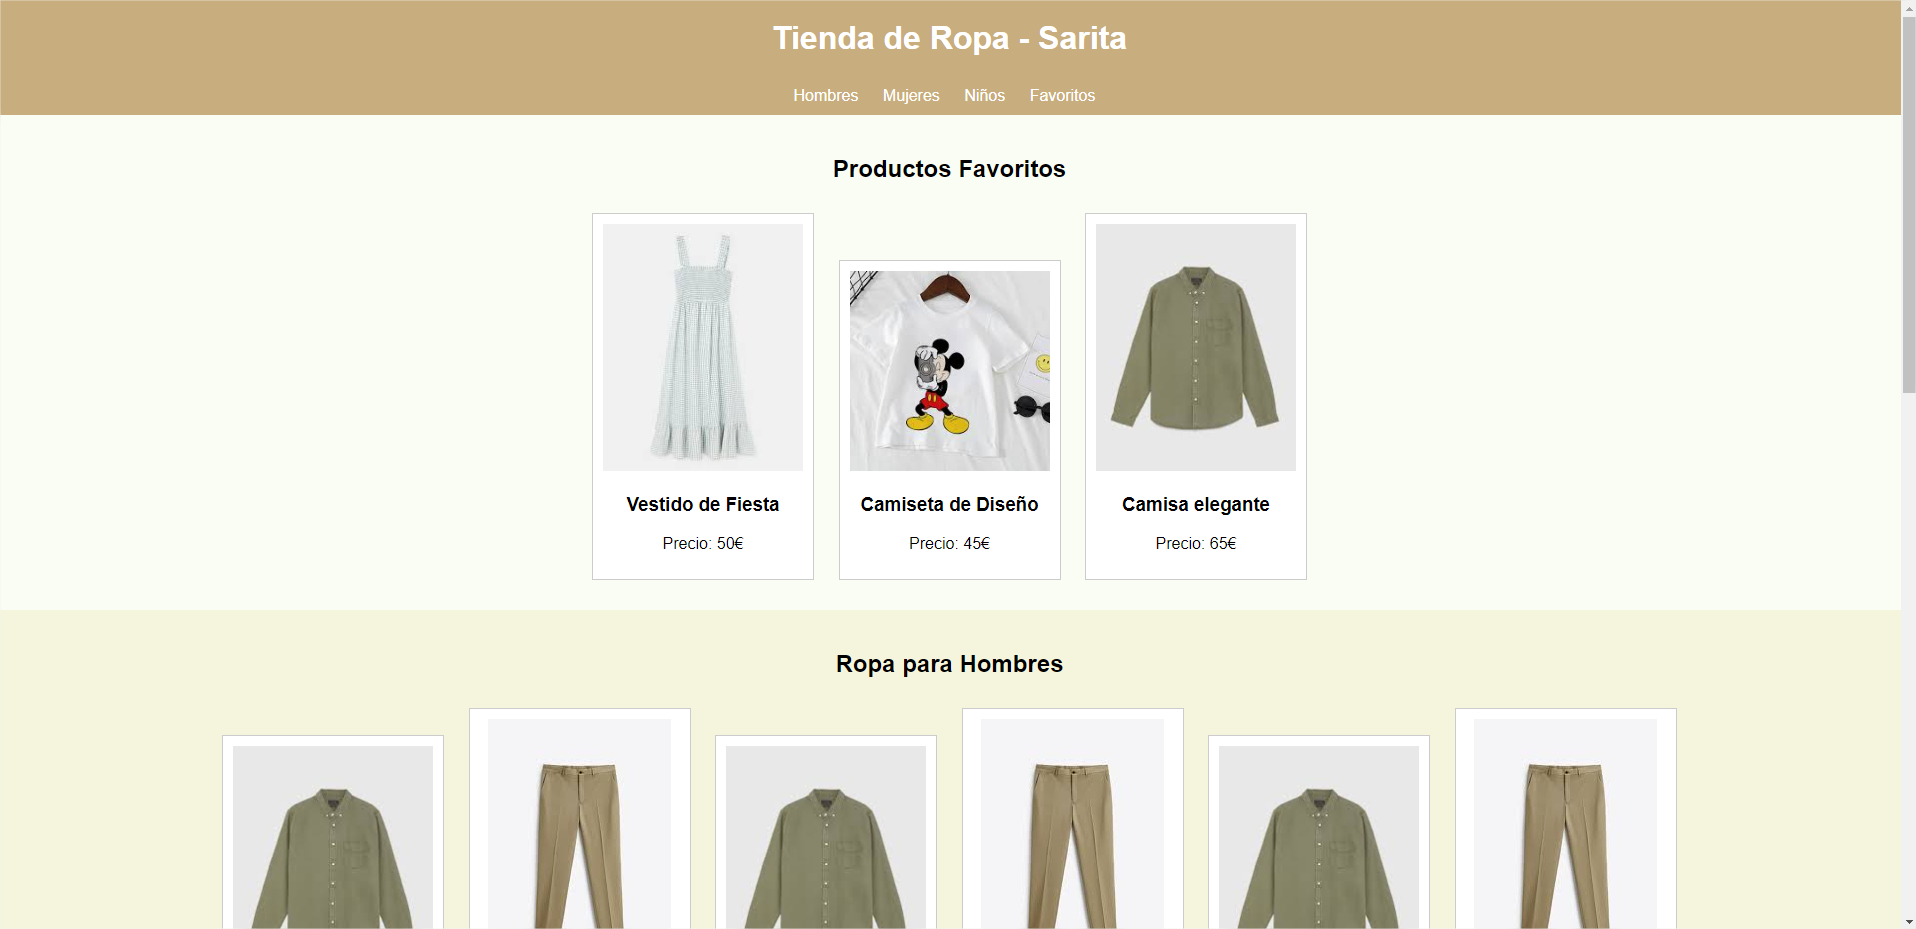 Tienda de Ropa - Sarita
Hombres Mujeres Niños Favoritos
Productos Favoritos
Vestido de Fiesta
Precio: 50€
Camiseta de Diseño
Precio: 45€
Camisa elegante
Precio: 65€
Ropa para Hombres